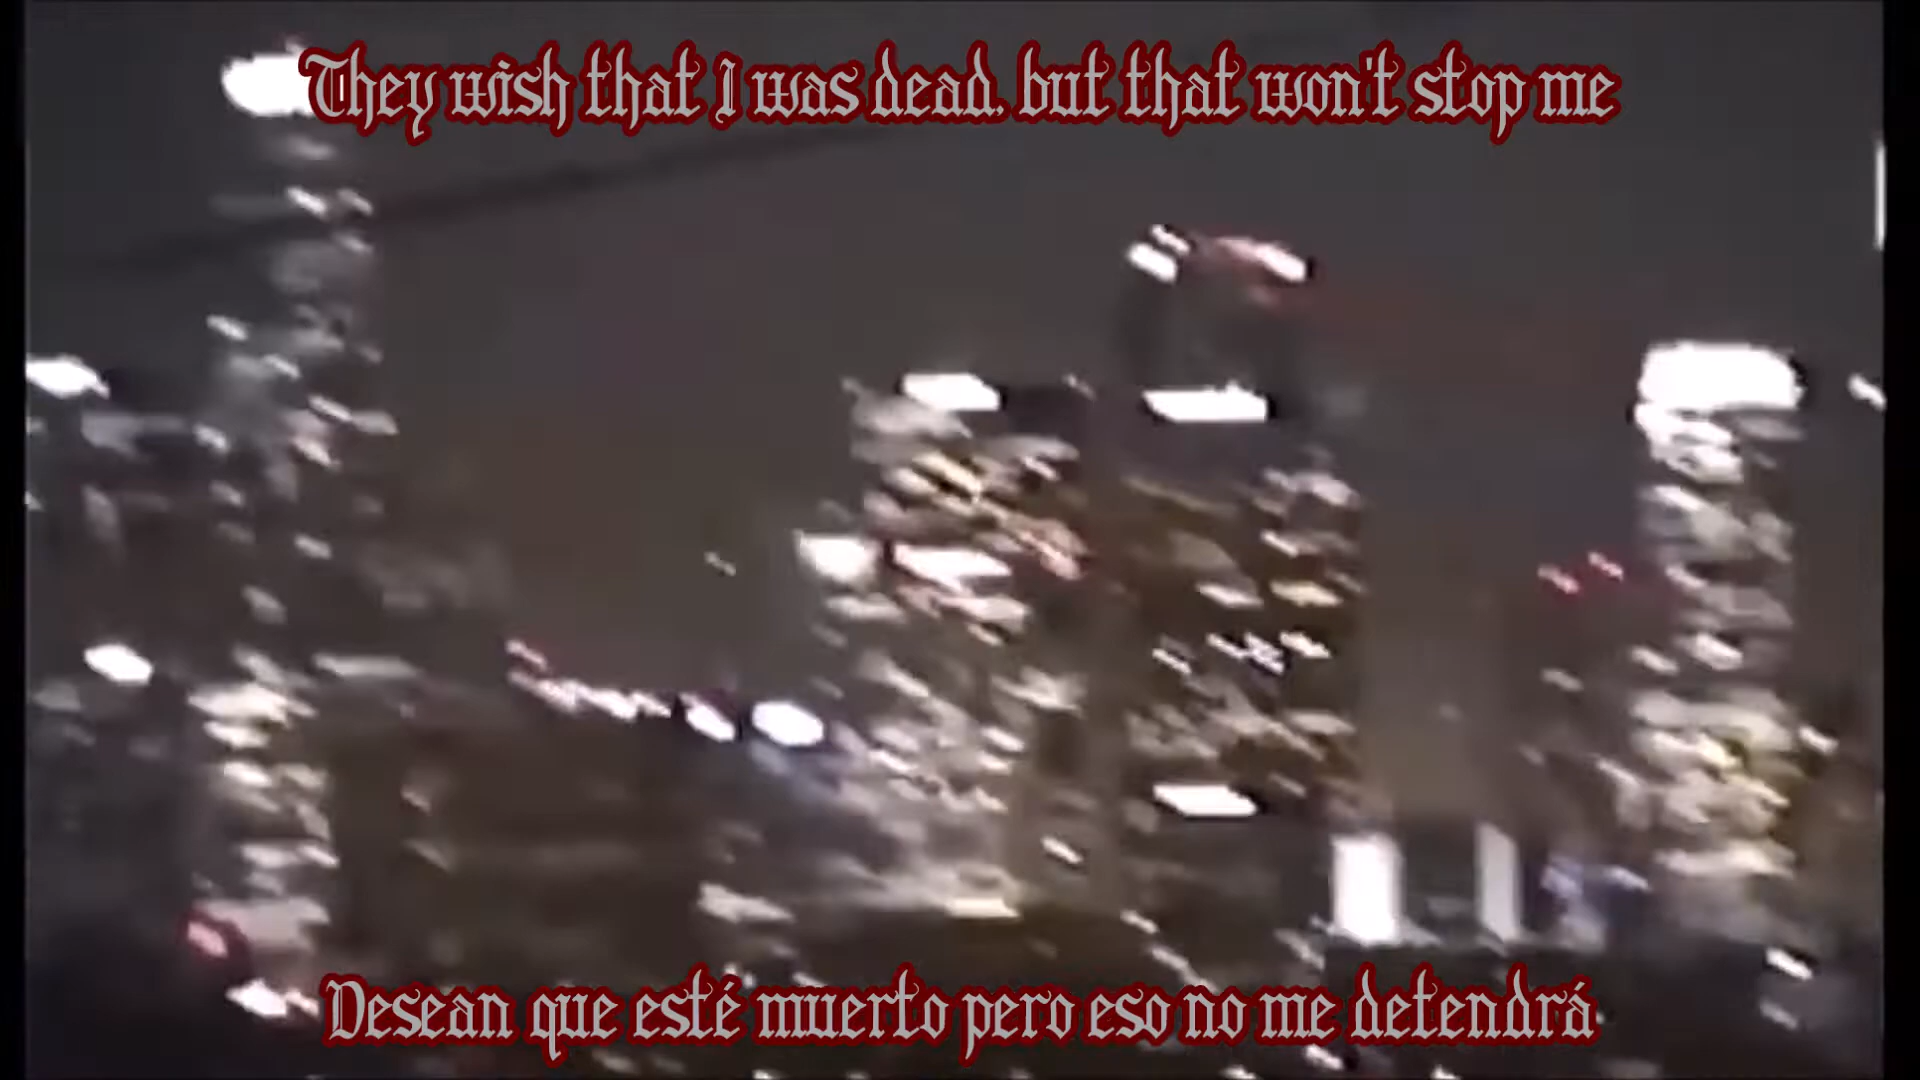 They wish that I was dead, but that won't stop me
Desean que esté muerto pero eso no me detendrá